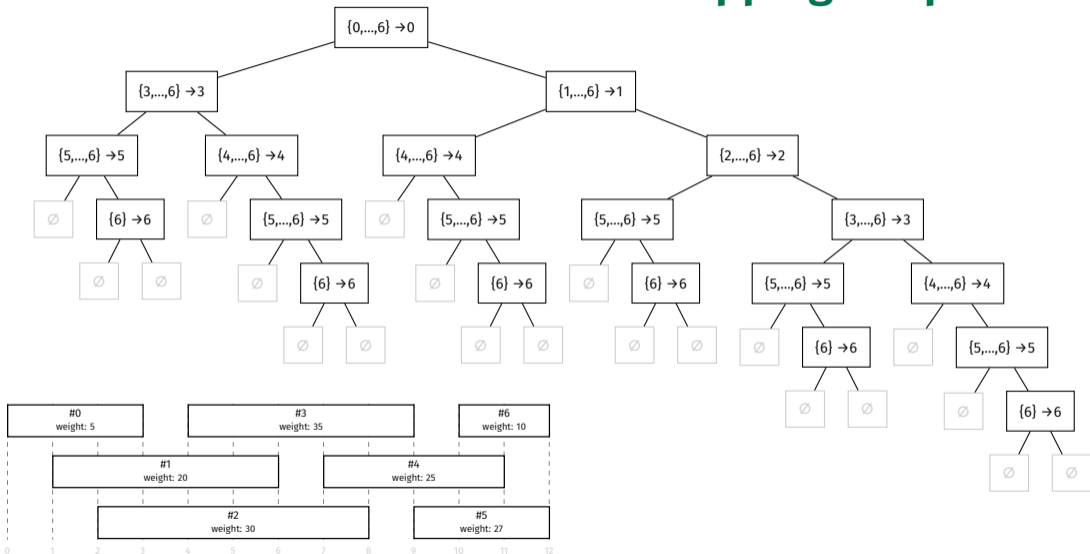 {0,...,6} →0
{3,...,6} →3 {1,...,6} →1
{5,...,6} →5 {4,...,6} →4 {4,...,6} →4 {2,...,6} →2
∅ {6} →6 ∅ {5,...,6} →5 ∅ {5,...,6} →5 {5,...,6} →5 {3,...,6} →3
∅ ∅ ∅ {6} →6 ∅ {6} →6 ∅ {6} →6 {5,...,6} →5 {4,...,6} →4
∅ ∅ ∅ ∅ ∅ ∅ ∅ {6} →6 ∅ {5,...,6} →5
∅ ∅ ∅ {6} →6
∅ ∅
#0 #3 #6
weight: 5 weight: 35 weight: 10
#1 #4
weight: 20 weight: 25
#2 #5
weight: 30 weight: 27
0 1 2 3 4 5 6 7 8 9 10 11 12